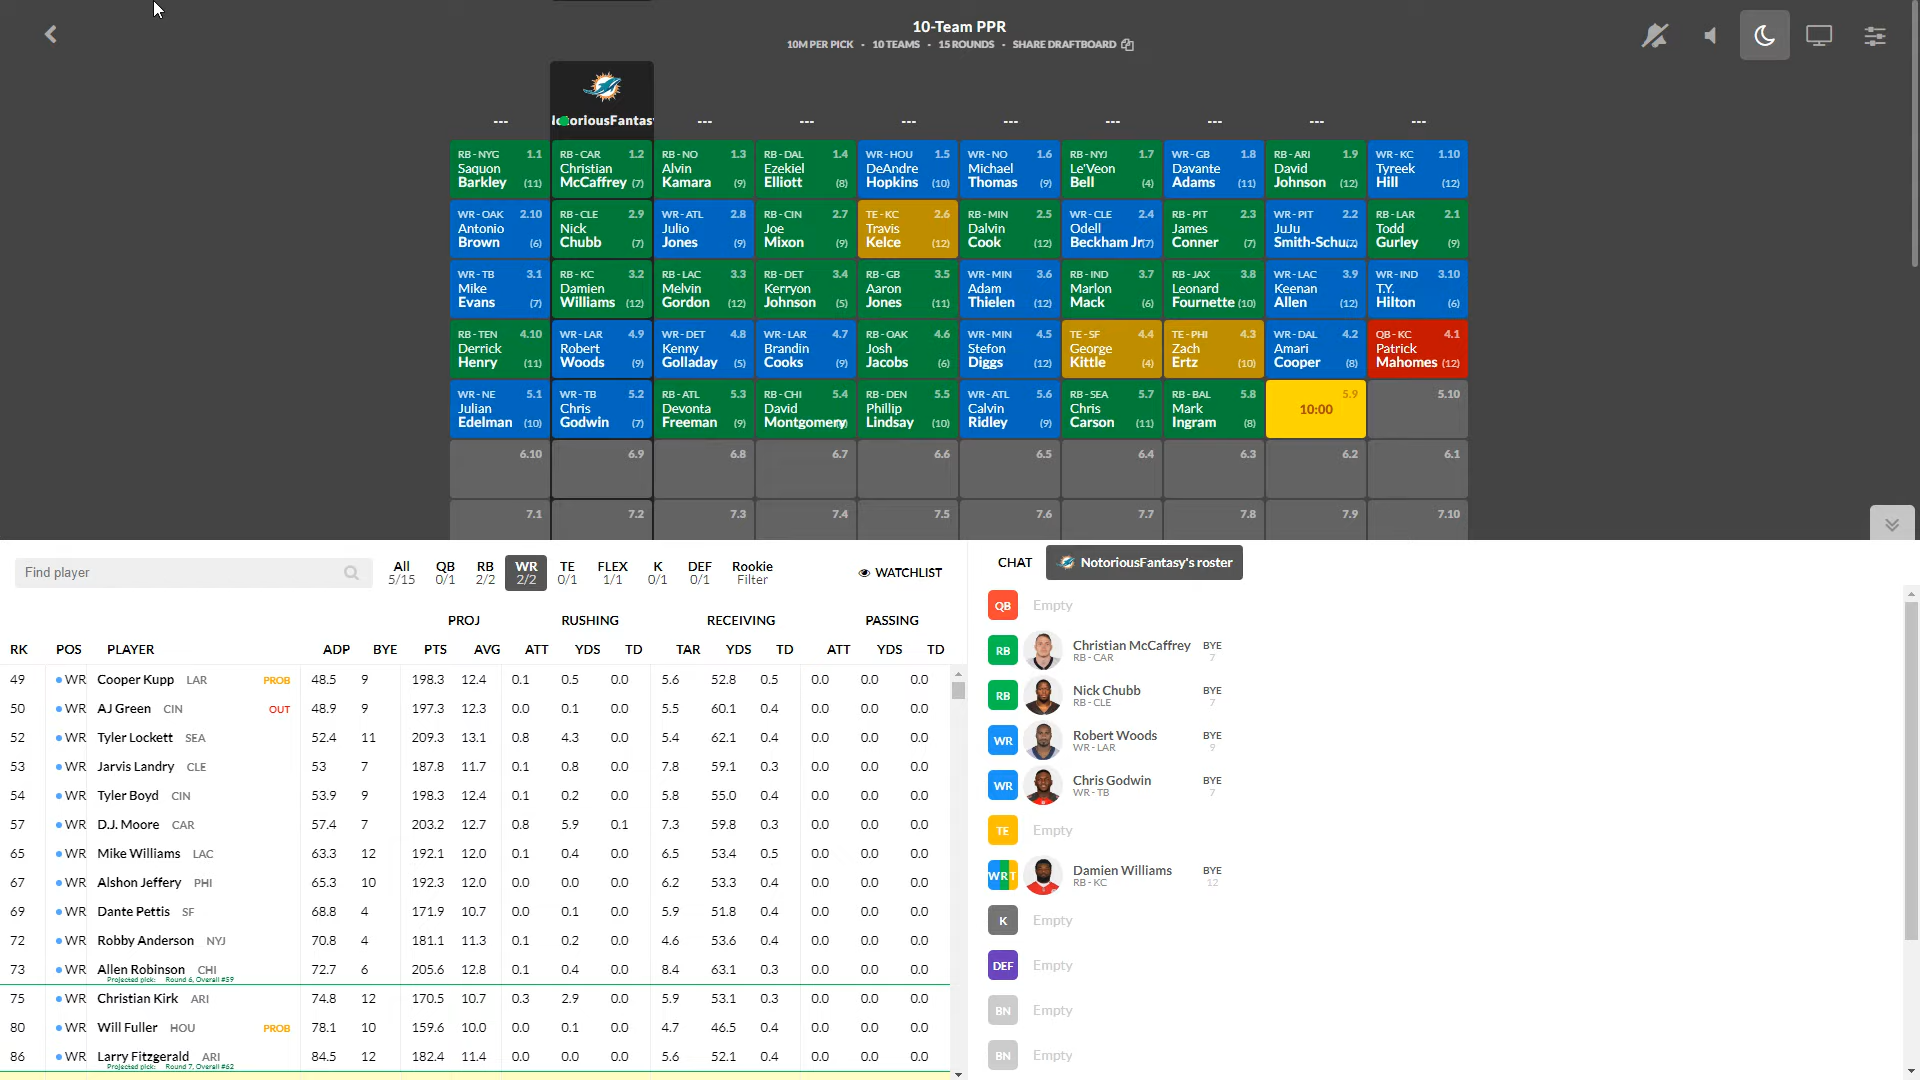 10-Team PPR
10M PER PICK • 10 TEAMS • 15 ROUNDS • SHARE DRAFTBOARD
--- --- --- --- --- --- --- --- ---
RB - NYG 1.1 RB - CAR 1.2 RB - NO 1.3 RB - DAL 1.4 WR - HOU 1.5 WR - NO 1.6 RB - NYJ 1.7 WR - GB 1.8 RB - ARI 1.9 WR - KC 1.10
Saquon Christian Alvin Ezekiel DeAndre Michael Le'Veon Davante David Tyreek
Barkley (11) McCaffrey (7) Kamara (9) Elliott (8) Hopkins (10) Thomas (9) Bell (4) Adams (11) Johnson (12) Hill (12)
WR - OAK 2.10 RB - CLE 2.9 WR - ATL 2.8 RB - CIN 2.7 TE - KC 2.6 RB - MIN 2.5 WR - CLE 2.4 RB - PIT 2.3 WR - PIT 2.2 RB - LAR 2.1
Antonio Nick Julio Joe Travis Dalvin Odell James JuJu Todd
Brown (6) Chubb (7) Jones (9) Mixon (9) Kelce (12) Cook (12) Beckham Jr. (7) Conner (7) Smith-Schu... (7) Gurley (9)
WR - TB 3.1 RB - KC 3.2 RB - LAC 3.3 RB - DET 3.4 RB - GB 3.5 WR - MIN 3.6 RB - IND 3.7 RB - JAX 3.8 WR - LAC 3.9 WR - IND 3.10
Mike Damien Melvin Kerryon Aaron Adam Marlon Leonard Keenan T.Y.
Evans (7) Williams (12) Gordon (12) Johnson (5) Jones (11) Thielen (12) Mack (6) Fournette (10) Allen (12) Hilton (6)
RB - TEN 4.10 WR - LAR 4.9 WR - DET 4.8 WR - LAR 4.7 RB - OAK 4.6 WR - MIN 4.5 TE - SF 4.4 TE - PHI 4.3 WR - DAL 4.2 QB - KC 4.1
Derrick Robert Kenny Brandin Josh Stefon George Zach Amari Patrick
Henry (11) Woods (9) Golladay (5) Cooks (9) Jacobs (6) Diggs (12) Kittle (4) Ertz (10) Cooper (8) Mahomes (12)
WR - NE 5.1 WR - TB 5.2 RB - ATL 5.3 RB - CHI 5.4 RB - DEN 5.5 WR - ATL 5.6 RB - SEA 5.7 RB - BAL 5.8 5.9 5.10
Julian Chris Devonta David Phillip Calvin Chris Mark 10:00
Edelman (10) Godwin (7) Freeman (9) Montgomery Lindsay (10) Ridley (9) Carson (11) Ingram (8)
6.10 6.9 6.8 6.7 6.6 6.5 6.4 6.3 6.2 6.1
7.1 7.2 7.3 7.4 7.5 7.6 7.7 7.8 7.9 7.10
Find player
All QB RB WR TE FLEX K DEF Rookie
5/15 0/1 2/2 2/2 0/1 1/1 0/1 0/1 Filter
WATCHLIST
PROJ RUSHING RECEIVING PASSING
RK POS PLAYER ADP BYE PTS AVG ATT YDS TD TAR YDS TD ATT YDS TD
49 WR Cooper Kupp LAR PROB 48.5 9 198.3 12.4 0.1 0.5 0.0 5.6 52.8 0.5 0.0 0.0 0.0
50 WR AJ Green CIN OUT 48.9 9 197.3 12.3 0.0 0.1 0.0 5.5 60.1 0.4 0.0 0.0 0.0
52 WR Tyler Lockett SEA 52.4 11 209.3 13.1 0.8 4.3 0.0 5.4 62.1 0.4 0.0 0.0 0.0
53 WR Jarvis Landry CLE 53 7 187.8 11.7 0.1 0.8 0.0 7.8 59.1 0.3 0.0 0.0 0.0
54 WR Tyler Boyd CIN 53.9 9 198.3 12.4 0.1 0.2 0.0 5.8 55.0 0.4 0.0 0.0 0.0
57 WR D.J. Moore CAR 57.4 7 203.2 12.7 0.8 5.9 0.1 7.3 59.8 0.3 0.0 0.0 0.0
65 WR Mike Williams LAC 63.3 12 192.1 12.0 0.1 0.4 0.0 6.5 53.4 0.5 0.0 0.0 0.0
67 WR Alshon Jeffery PHI 65.3 10 192.3 12.0 0.0 0.0 0.0 6.2 53.3 0.4 0.0 0.0 0.0
69 WR Dante Pettis SF 68.8 4 171.9 10.7 0.0 0.1 0.0 5.9 51.8 0.4 0.0 0.0 0.0
72 WR Robby Anderson NYJ 70.8 4 181.1 11.3 0.1 0.2 0.0 4.6 53.6 0.4 0.0 0.0 0.0
73 WR Allen Robinson CHI 72.7 6 205.6 12.8 0.1 0.4 0.0 8.4 63.1 0.3 0.0 0.0 0.0
Projected pick: Round 6, Overall #59
75 WR Christian Kirk ARI 74.8 12 170.5 10.7 0.3 2.9 0.0 5.9 53.1 0.3 0.0 0.0 0.0
80 WR Will Fuller HOU PROB 78.1 10 159.6 10.0 0.0 0.1 0.0 4.7 46.5 0.4 0.0 0.0 0.0
86 WR Larry Fitzgerald ARI 84.5 12 182.4 11.4 0.0 0.0 0.0 5.6 52.1 0.4 0.0 0.0 0.0
Projected pick: Round 7, Overall #62
CHAT NotoriousFantasy's roster
QB Empty
RB Christian McCaffrey BYE
RB - CAR 7
RB Nick Chubb BYE
RB - CLE 7
WR Robert Woods BYE
WR - LAR 9
WR Chris Godwin BYE
WR - TB 7
TE Empty
WRT Damien Williams BYE
RB - KC 12
K Empty
DEF Empty
BN Empty
BN Empty